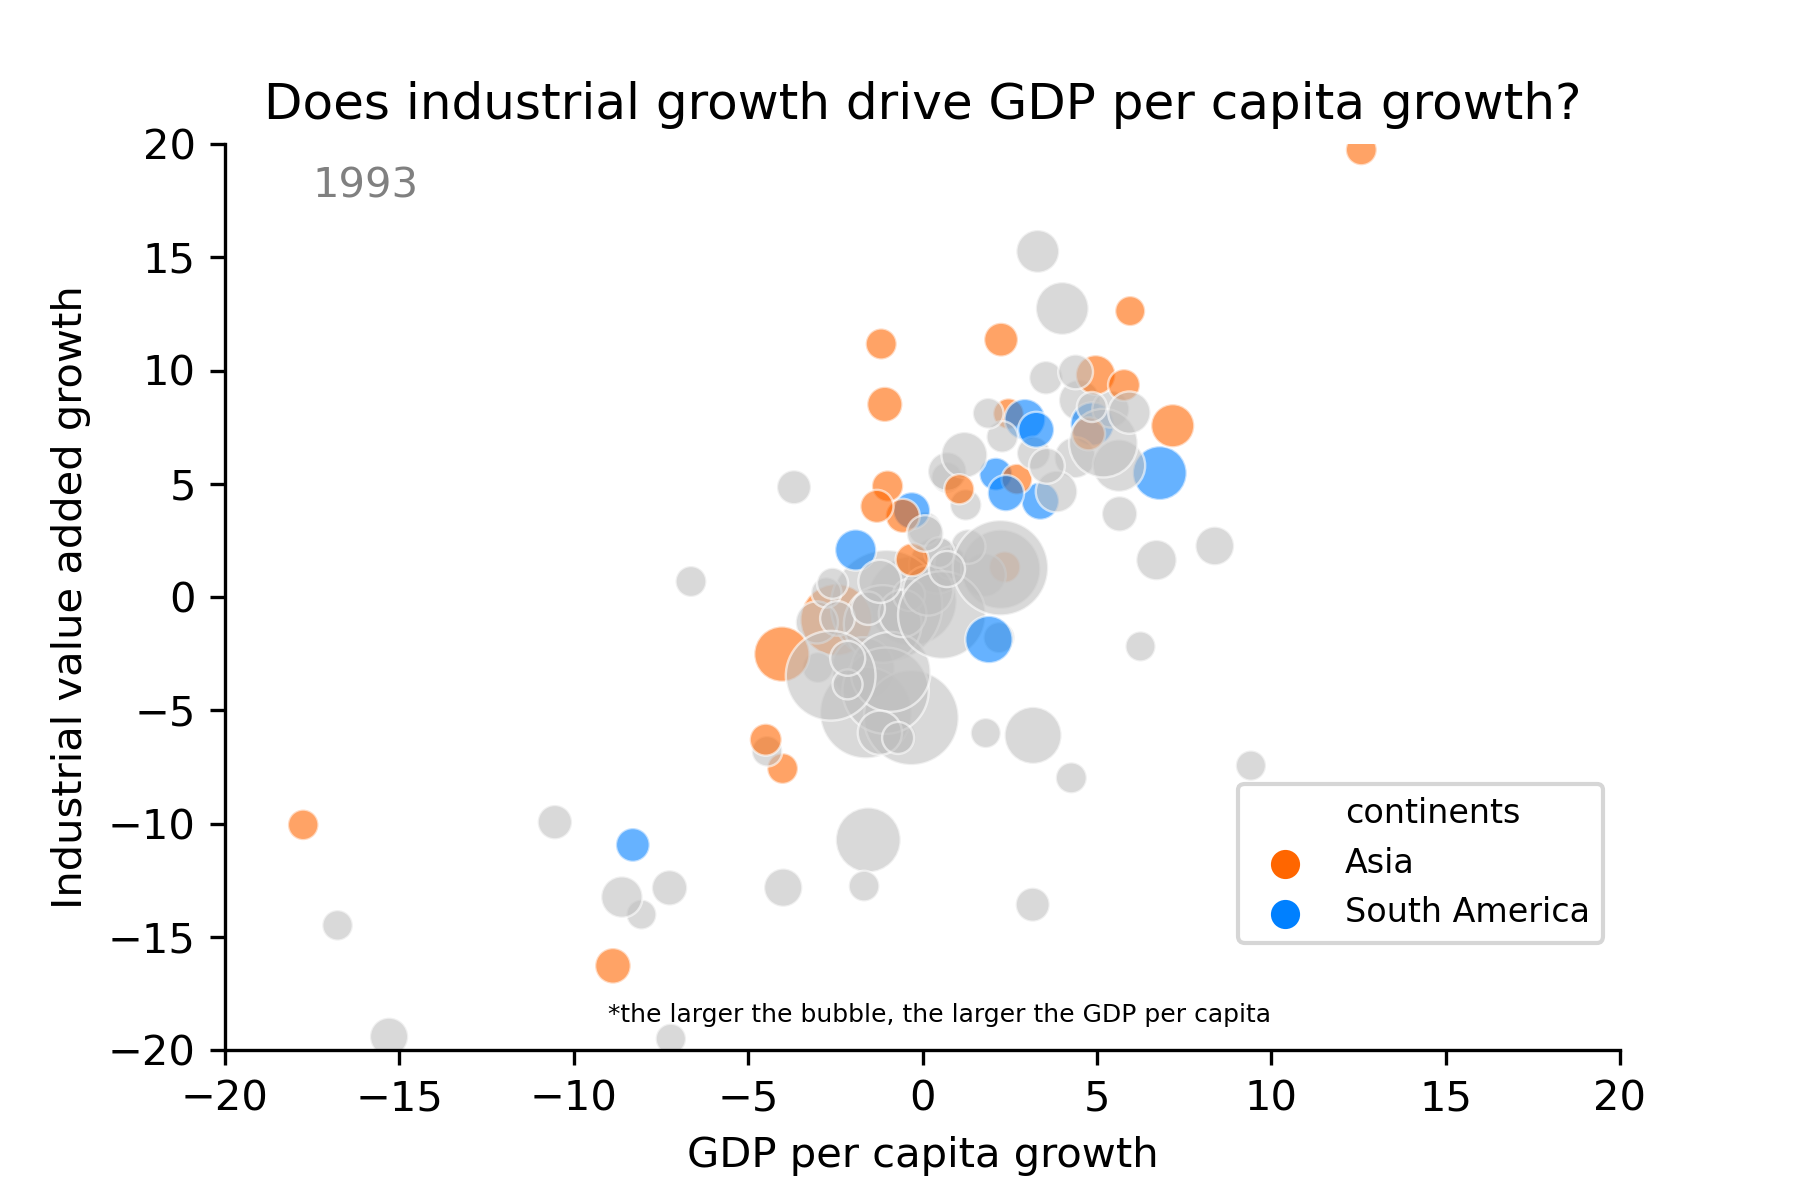 Does industrial growth drive GDP per capita growth?
1993
Industrial value added growth
20
15
10
5
0
−5
−10
−15
−20
continents
Asia
South America
*the larger the bubble, the larger the GDP per capita
−20 −15 −10 −5 0 5 10 15 20
GDP per capita growth